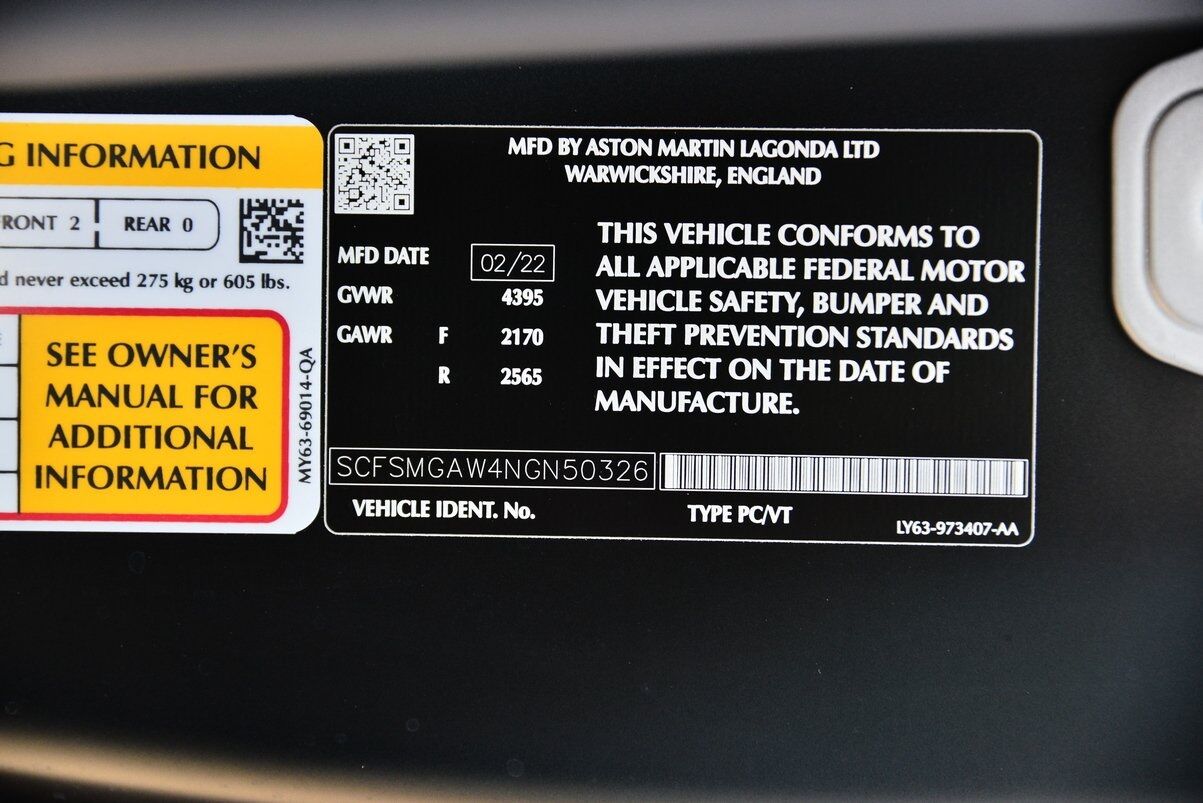 G INFORMATION
FRONT 2
REAR 0
d never exceed 275 kg or 605 lbs.
SEE OWNER'S
MANUAL FOR
ADDITIONAL
INFORMATION
MY63-69014-QA
MFD BY ASTON MARTIN LAGONDA LTD
WARWICKSHIRE, ENGLAND
MFD DATE 02/22
GVWR 4395
GAWR F 2170
R 2565
THIS VEHICLE CONFORMS TO
ALL APPLICABLE FEDERAL MOTOR
VEHICLE SAFETY, BUMPER AND
THEFT PREVENTION STANDARDS
IN EFFECT ON THE DATE OF
MANUFACTURE.
SCFSMGAW4NGN50326
VEHICLE IDENT. No.
TYPE PC/VT
LY63-973407-AA